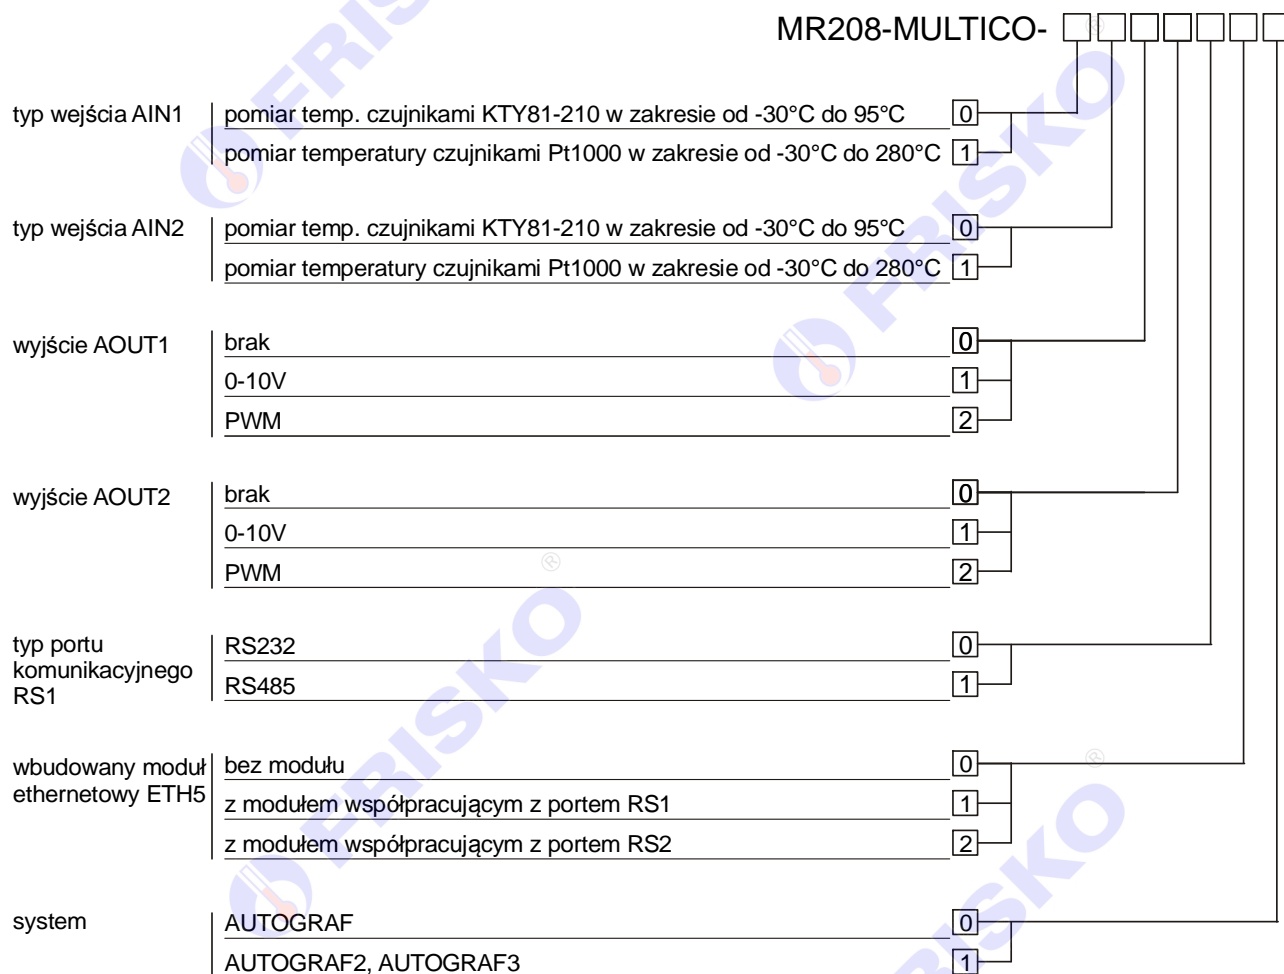 MR208-MULTICO-
typ wejścia AIN1
pomiar temp. czujnikami KTY81-210 w zakresie od -30°C do 95°C 0
pomiar temperatury czujnikami Pt1000 w zakresie od -30°C do 280°C 1
typ wejścia AIN2
pomiar temp. czujnikami KTY81-210 w zakresie od -30°C do 95°C 0
pomiar temperatury czujnikami Pt1000 w zakresie od -30°C do 280°C 1
wyjście AOUT1
brak 0
0-10V 1
PWM 2
wyjście AOUT2
brak 0
0-10V 1
PWM 2
typ portu
komunikacyjnego
RS1
RS232 0
RS485 1
wbudowany moduł
ethernetowy ETH5
bez modułu 0
z modułem współpracującym z portem RS1 1
z modułem współpracującym z portem RS2 2
system
AUTOGRAF 0
AUTOGRAF2, AUTOGRAF3 1
FRISKO
FRISKO ®
FRISKO ®
FRISKO ®